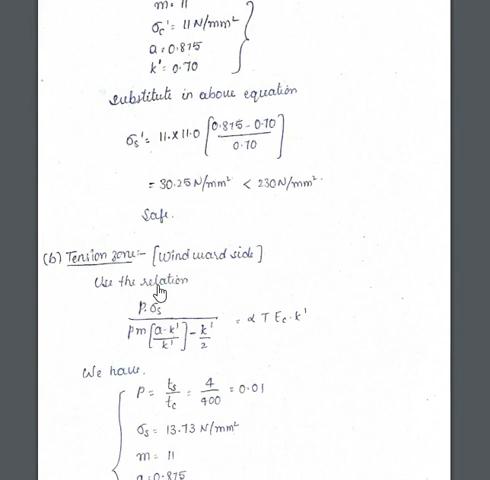 m = 11
σc' = 11 N/mm²
a = 0.875
k' = 0.70
Substitute in above equation
σs' = 11 × 11.0 [0.875 - 0.70 / 0.70]
= 30.25 N/mm² < 230 N/mm².
Safe.
(b) Tension zone:- [Wind ward side]
Use the relation
p.σs / pm[a-k' / k'] - k'/2 = α T Ec.k'
We have.
p = ts/tc = 4/400 = 0.01
σs = 13.73 N/mm²
m = 11
a = 0.875